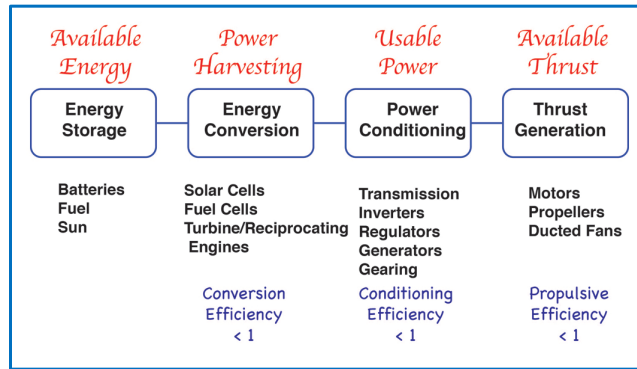 Available
Energy
Power
Harvesting
Usable
Power
Available
Thrust
Energy
Storage
Energy
Conversion
Power
Conditioning
Thrust
Generation
Batteries
Fuel
Sun
Solar Cells
Fuel Cells
Turbine/Reciprocating
Engines
Transmission
Inverters
Regulators
Generators
Gearing
Motors
Propellers
Ducted Fans
Conversion
Efficiency
< 1
Conditioning
Efficiency
< 1
Propulsive
Efficiency
< 1